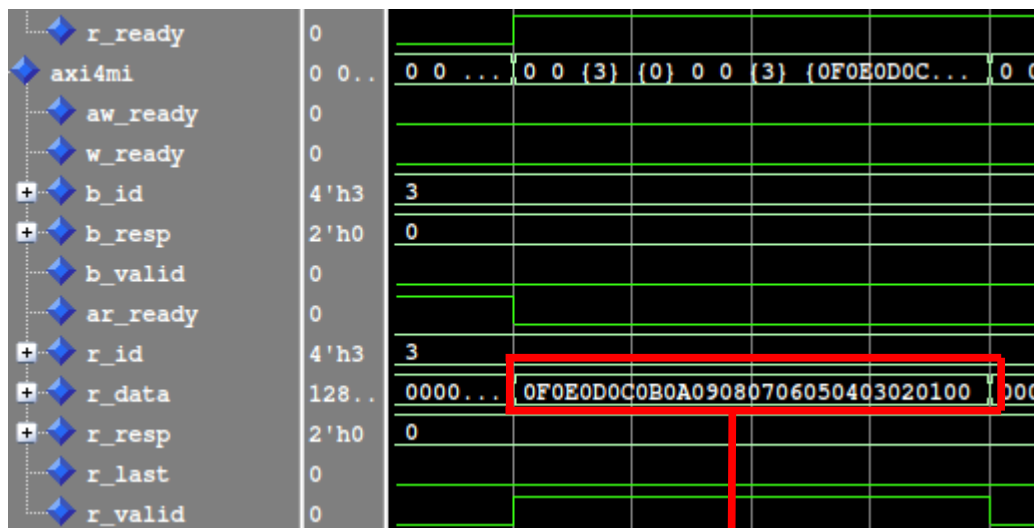 r_ready 0
axi4mi 0 0.. 0 0 ... 0 0 {3} {0} 0 0 {3} {0F0E0D0C... 0 0
aw_ready 0
w_ready 0
b_id 4'h3 3
b_resp 2'h0 0
b_valid 0
ar_ready 0
r_id 4'h3 3
r_data 128.. 0000... 0F0E0D0C0B0A09080706050403020100 000
r_resp 2'h0 0
r_last 0
r_valid 0